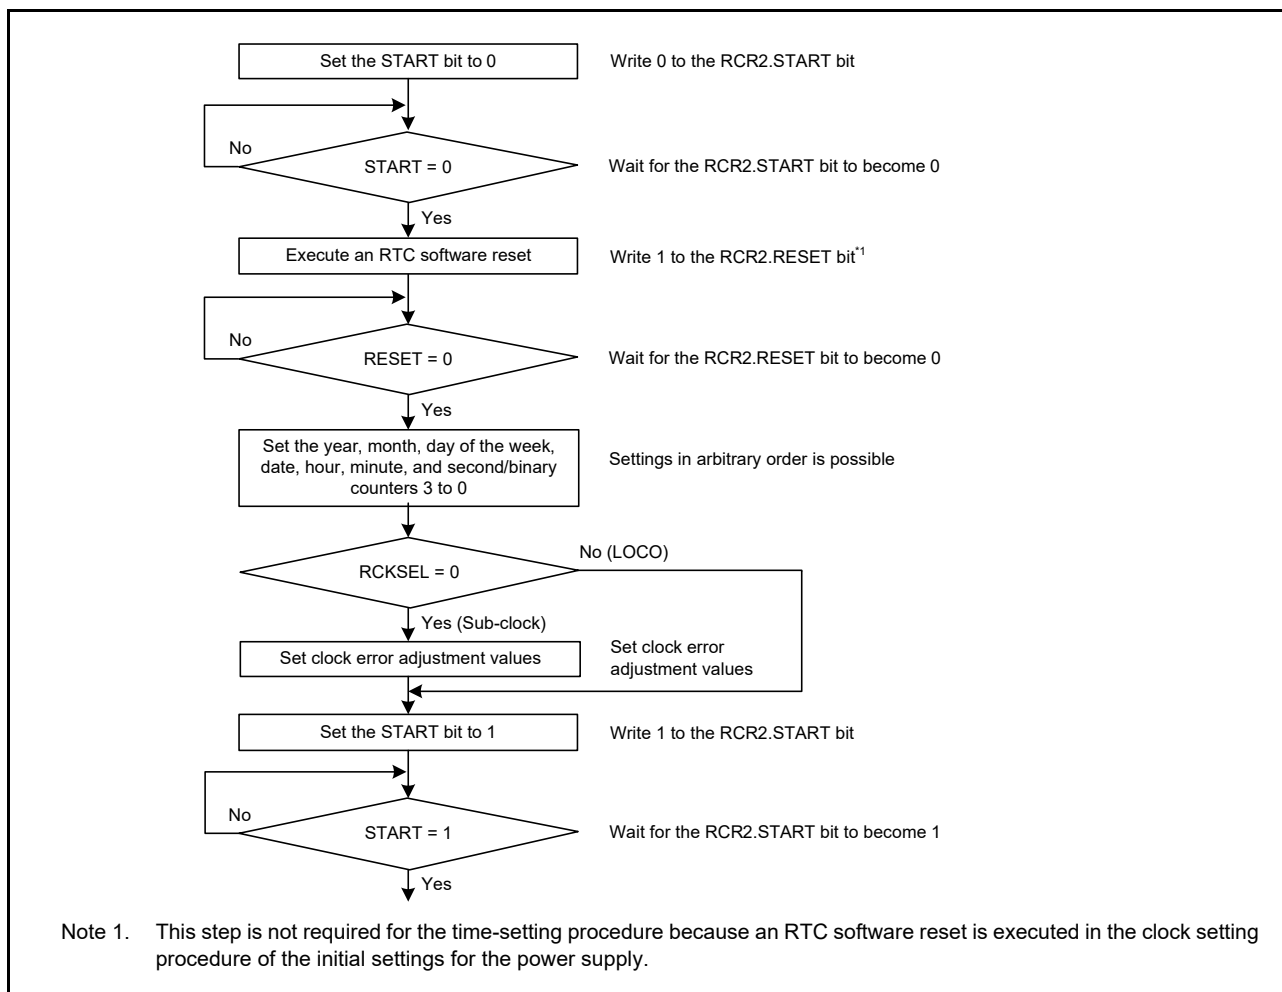 Set the START bit to 0
Write 0 to the RCR2.START bit
No
START = 0
Wait for the RCR2.START bit to become 0
Yes
Execute an RTC software reset
Write 1 to the RCR2.RESET bit*1
No
RESET = 0
Wait for the RCR2.RESET bit to become 0
Yes
Set the year, month, day of the week,
date, hour, minute, and second/binary
counters 3 to 0
Settings in arbitrary order is possible
No (LOCO)
RCKSEL = 0
Yes (Sub-clock)
Set clock error adjustment values
Set clock error
adjustment values
Set the START bit to 1
Write 1 to the RCR2.START bit
No
START = 1
Wait for the RCR2.START bit to become 1
Yes
Note 1. This step is not required for the time-setting procedure because an RTC software reset is executed in the clock setting
procedure of the initial settings for the power supply.